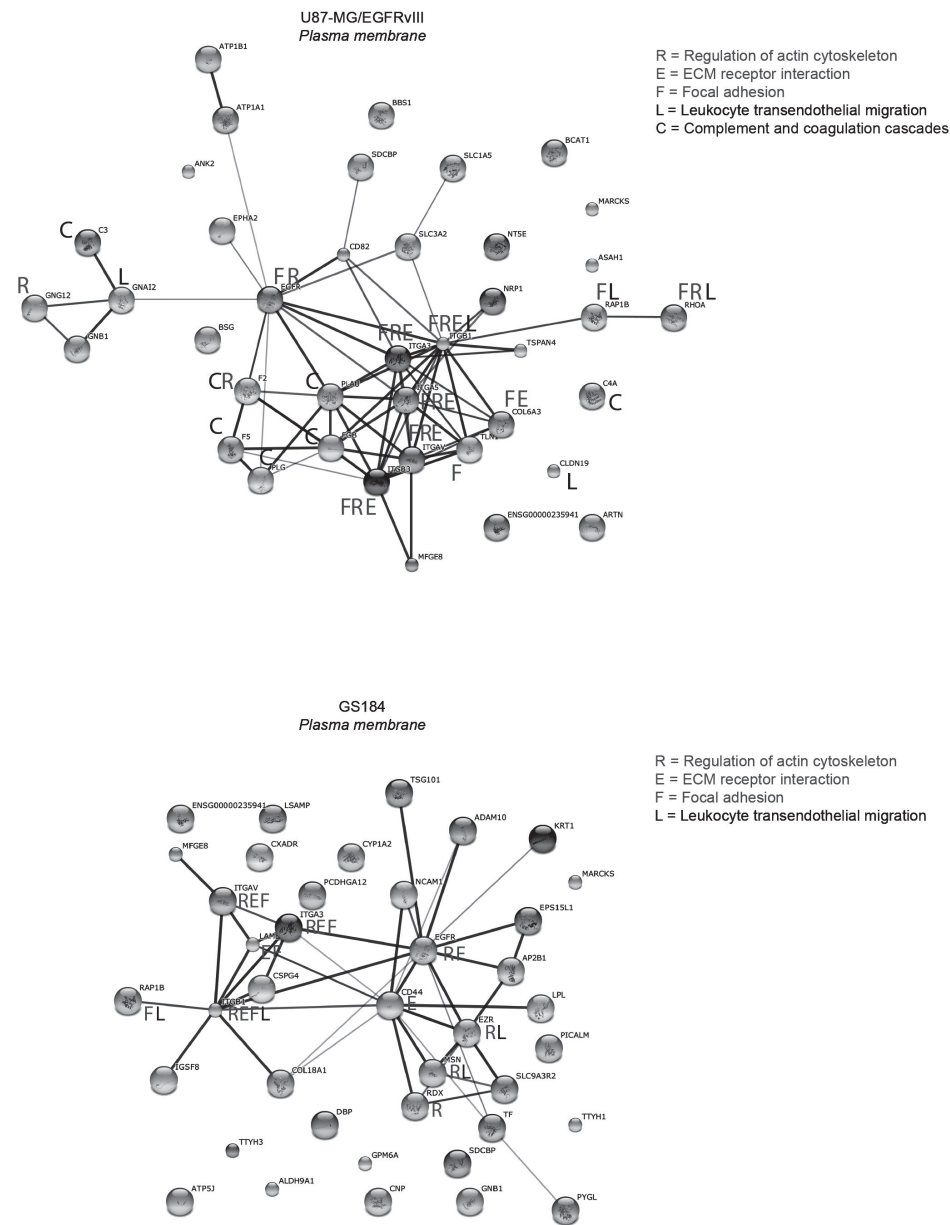 U87-MG/EGFRvIII
Plasma membrane
R = Regulation of actin cytoskeleton
E = ECM receptor interaction
F = Focal adhesion
L = Leukocyte transendothelial migration
C = Complement and coagulation cascades
ATP1B1
ATP1A1
BBS1
ANK2
SDCBP
SLC1A5
BCAT1
MARCKS
EPHA2
CD82
SLC3A2
NT5E
ASAH1
C
C3
R
GNG12
L
GNAI2
GNB1
F R
EGFR
NRP1
FL
RAP1B
FR L
RHOA
BSG
FRE
ITGA3
FREL
ITGB1
TSPAN4
CR
F2
C
PLAU
ITGA5
FRE
FE
COL6A3
C4A
C
C
F5
C
PLG
C
FRE
ITGAV
F
ITGB3
FRE
CLDN19
L
ENSG00000235941
ARTN
MFGE8
GS184
Plasma membrane
R = Regulation of actin cytoskeleton
E = ECM receptor interaction
F = Focal adhesion
L = Leukocyte transendothelial migration
TSG101
ENSG00000235941
LSAMP
ADAM10
KRT1
MFGE8
CXADR
CYP1A2
MARCKS
ITGAV
REF
PCDHGA12
NCAM1
ITGA3
REF
EPS15L1
EGFR
RF
EF
AP2B1
CSPG4
RAP1B
FL
ITGB1
REFL
CD44
E
LPL
EZR
RL
PICALM
IGSF8
COL18A1
MSN
RL
SLC9A3R2
RDX
R
DBP
TF
TTYH1
TTYH3
GPM6A
SDCBP
ALDH9A1
ATP5J
CNP
GNB1
PYGL